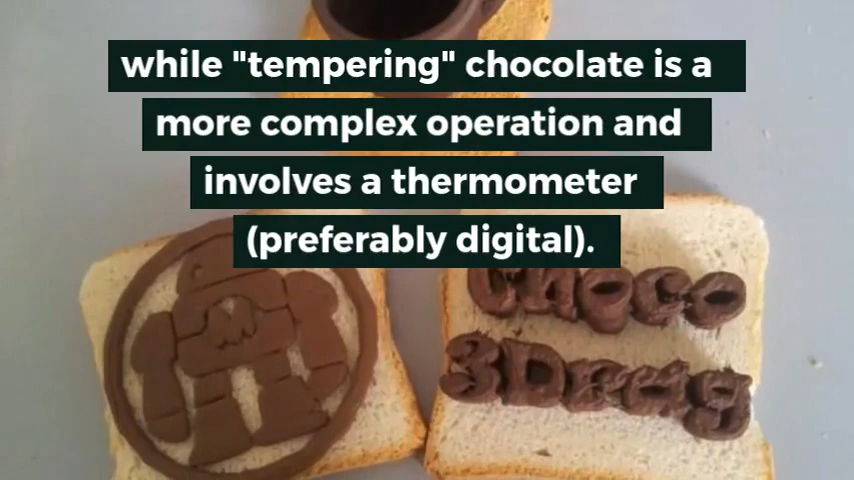 while "tempering" chocolate is a
more complex operation and
involves a thermometer
(preferably digital).
M
CHOCO
3Drag